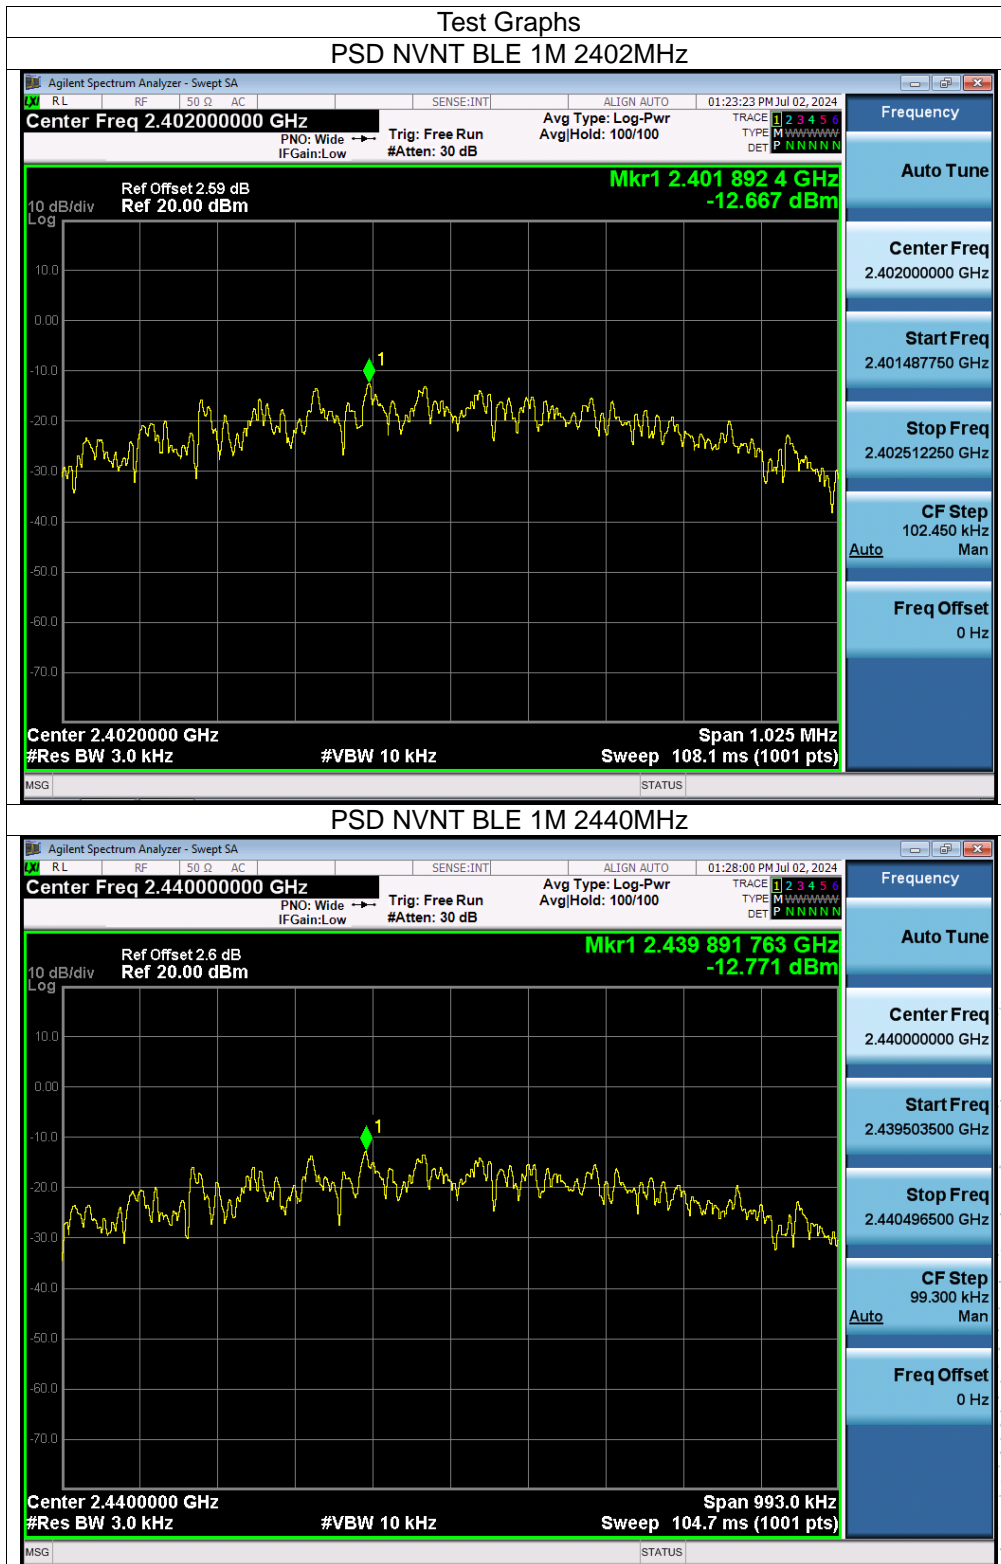 Test Graphs
PSD NVNT BLE 1M 2402MHz
Agilent Spectrum Analyzer - Swept SA
LXI RL RF 50 Ω AC SENSE:INT ALIGN AUTO 01:23:23 PM Jul 02, 2024
Center Freq 2.402000000 GHz
PNO: Wide
IFGain:Low
Trig: Free Run
#Atten: 30 dB
Avg Type: Log-Pwr
Avg|Hold: 100/100
TRACE 1 2 3 4 5 6
TYPE M WWWWW
DET P N N N N N
Frequency
Auto Tune
Center Freq
2.402000000 GHz
Start Freq
2.401487750 GHz
Stop Freq
2.402512250 GHz
CF Step
102.450 kHz
Auto Man
Freq Offset
0 Hz
Mkr1 2.401 892 4 GHz
-12.667 dBm
Ref Offset 2.59 dB
10 dB/div Ref 20.00 dBm
Log
10.0
0.00
1
-10.0
-20.0
-30.0
-40.0
-50.0
-60.0
-70.0
Center 2.4020000 GHz Span 1.025 MHz
#Res BW 3.0 kHz #VBW 10 kHz Sweep 108.1 ms (1001 pts)
MSG STATUS
PSD NVNT BLE 1M 2440MHz
Agilent Spectrum Analyzer - Swept SA
LXI RL RF 50 Ω AC SENSE:INT ALIGN AUTO 01:28:00 PM Jul 02, 2024
Center Freq 2.440000000 GHz
PNO: Wide
IFGain:Low
Trig: Free Run
#Atten: 30 dB
Avg Type: Log-Pwr
Avg|Hold: 100/100
TRACE 1 2 3 4 5 6
TYPE M WWWWW
DET P N N N N N
Frequency
Auto Tune
Center Freq
2.440000000 GHz
Start Freq
2.439503500 GHz
Stop Freq
2.440496500 GHz
CF Step
99.300 kHz
Auto Man
Freq Offset
0 Hz
Mkr1 2.439 891 763 GHz
-12.771 dBm
Ref Offset 2.6 dB
10 dB/div Ref 20.00 dBm
Log
10.0
0.00
1
-10.0
-20.0
-30.0
-40.0
-50.0
-60.0
-70.0
Center 2.4400000 GHz Span 993.0 kHz
#Res BW 3.0 kHz #VBW 10 kHz Sweep 104.7 ms (1001 pts)
MSG STATUS